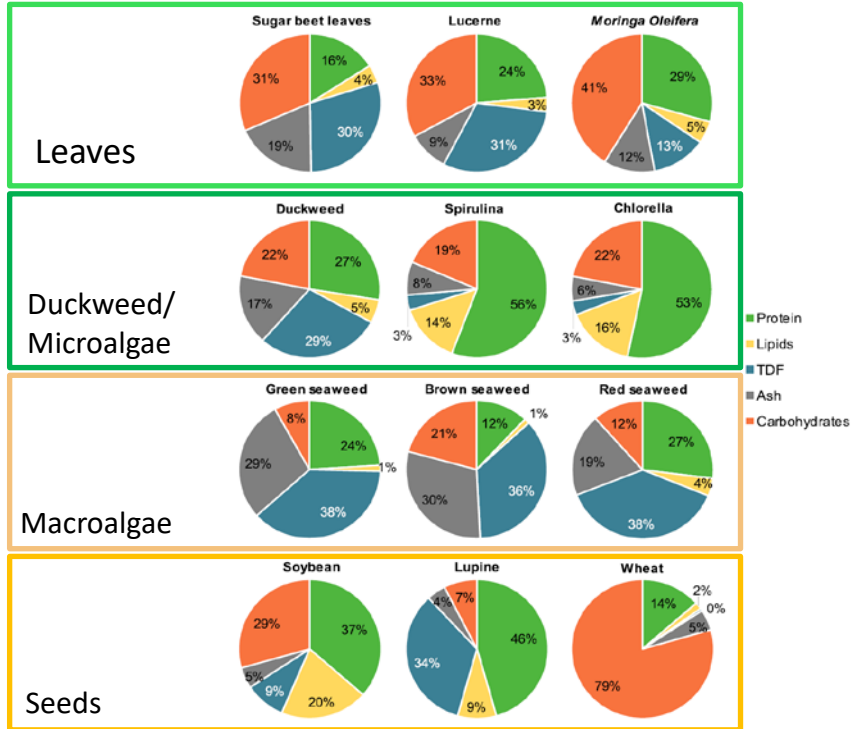 Leaves
Sugar beet leaves
16%
4%
30%
19%
31%
Lucerne
24%
3%
31%
9%
33%
Moringa Oleifera
29%
5%
13%
12%
41%
Duckweed/
Microalgae
Duckweed
27%
5%
29%
17%
22%
Spirulina
56%
14%
3%
8%
19%
Chlorella
53%
16%
3%
6%
22%
Macroalgae
Green seaweed
24%
1%
38%
29%
8%
Brown seaweed
12%
1%
36%
30%
21%
Red seaweed
27%
4%
38%
19%
12%
Seeds
Soybean
37%
20%
9%
5%
29%
Lupine
46%
9%
34%
4%
7%
Wheat
14%
2%
0%
5%
79%
Protein
Lipids
TDF
Ash
Carbohydrates